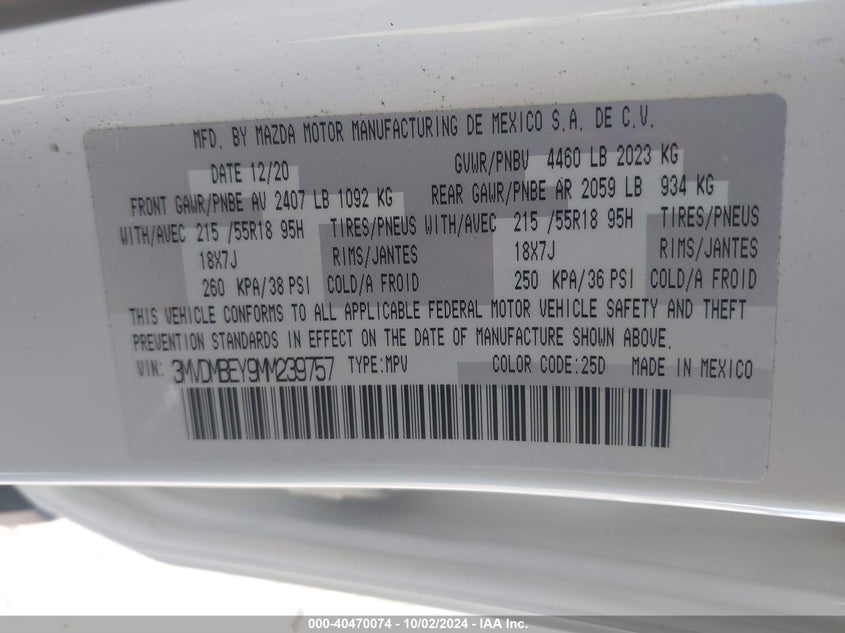 MFD. BY MAZDA MOTOR MANUFACTURING DE MEXICO S.A. DE C.V.
DATE 12/20 GVWR/PNBV 4460 LB 2023 KG
FRONT GAWR/PNBE AV 2407 LB 1092 KG REAR GAWR/PNBE AR 2059 LB 934 KG
WITH/AVEC 215 /55R18 95H TIRES/PNEUS WITH/AVEC 215 /55R18 95H TIRES/PNEUS
18X7J RIMS/JANTES 18X7J RIMS/JANTES
260 KPA/38 PSI COLD/A FROID 250 KPA/36 PSI COLD/A FROID
THIS VEHICLE CONFORMS TO ALL APPLICABLE FEDERAL MOTOR VEHICLE SAFETY AND THEFT
PREVENTION STANDARDS IN EFFECT ON THE DATE OF MANUFACTURE SHOWN ABOVE.
VIN: 3MVDMBEY9MM239757 TYPE:MPV COLOR CODE:25D MADE IN MEXICO
000-40470074 - 10/02/2024 - IAA Inc.